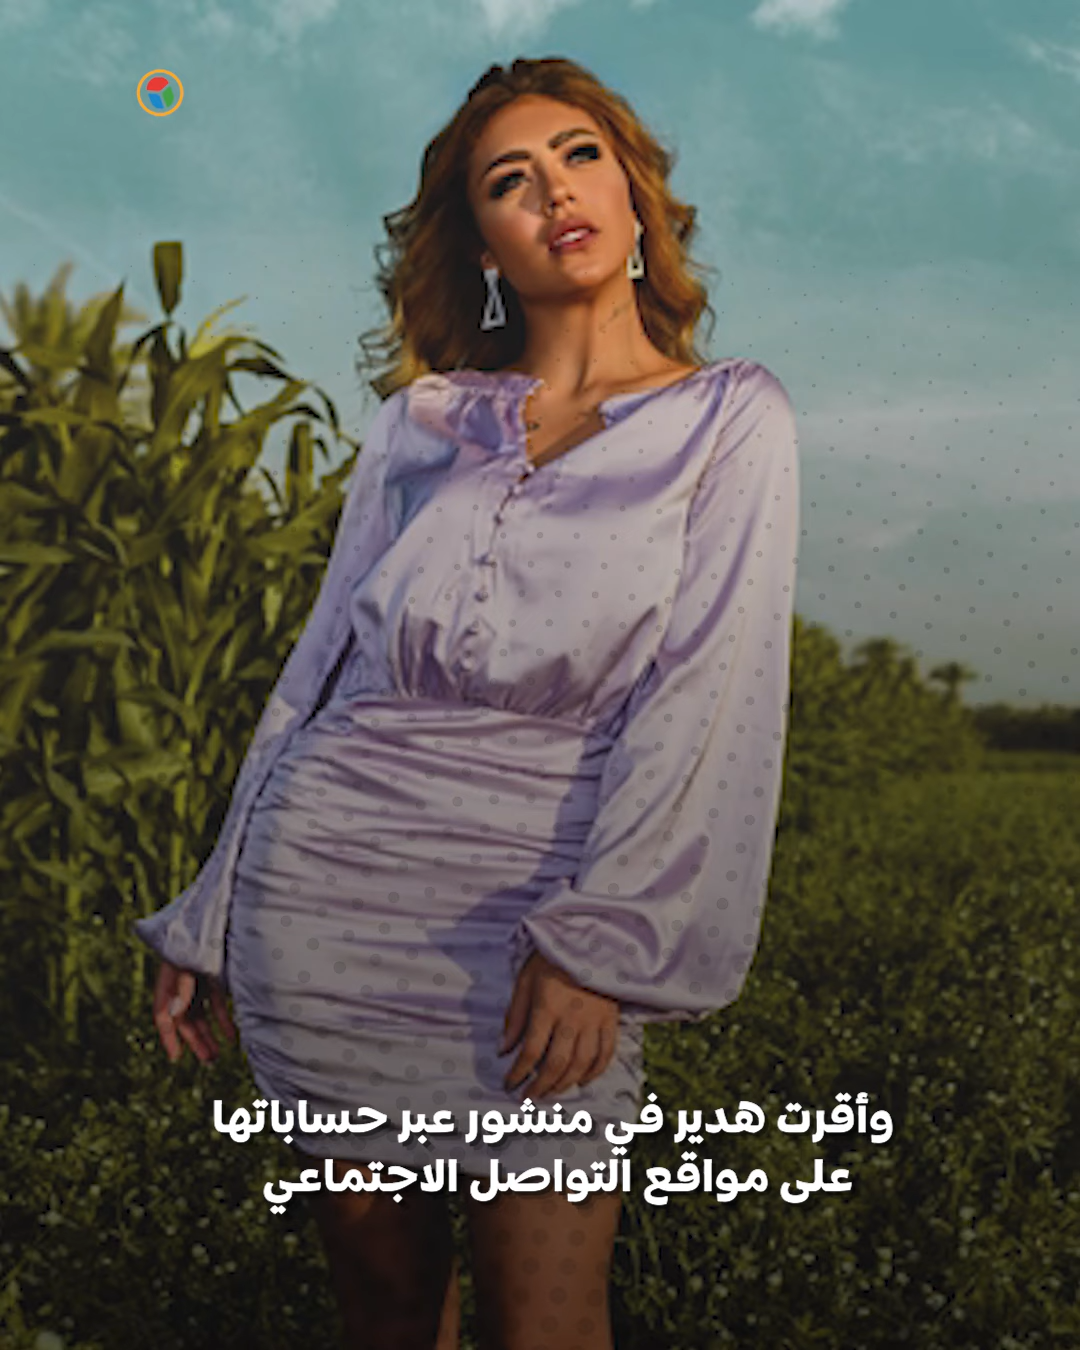 وأقرت هدير في منشور عبر حساباتها
على مواقع التواصل الاجتماعي